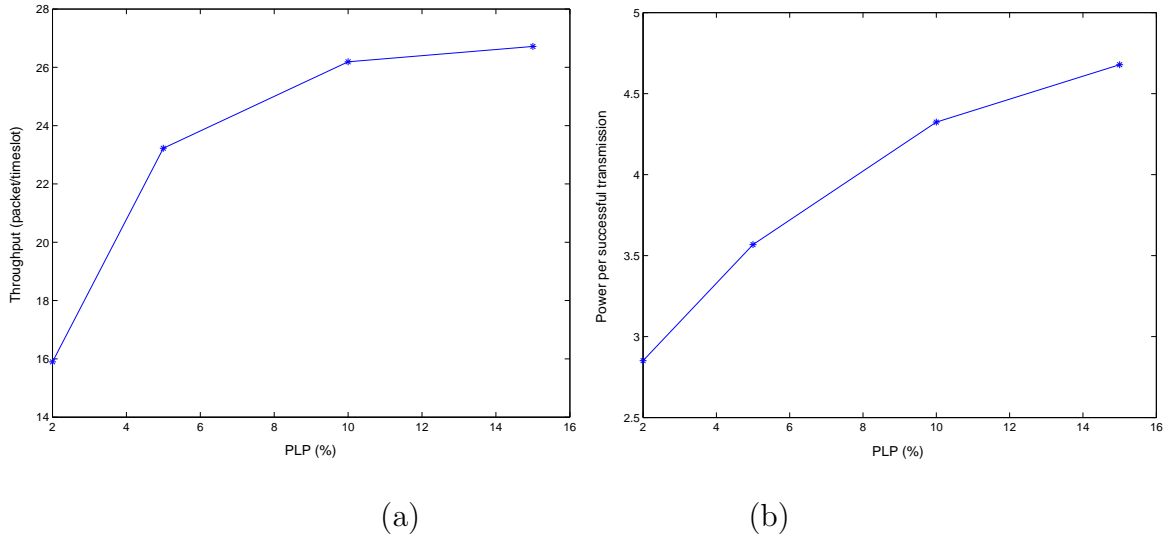 28
26
24
22
20
18
16
14
2 4 6 8 10 12 14 16
Throughput (packet/timeslot)
PLP (%)
(a)
5
4.5
4
3.5
3
2.5
2 4 6 8 10 12 14 16
Power per successful transmission
PLP (%)
(b)